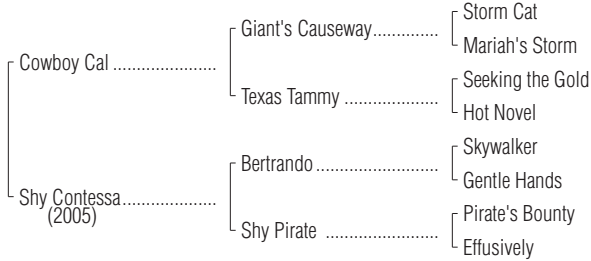 Storm Cat
Giant's Causeway..............
Mariah's Storm
Cowboy Cal ......................
Seeking the Gold
Texas Tammy ....................
Hot Novel
Skywalker
Bertrando..........................
Gentle Hands
Shy Contessa....................
(2005)
Pirate's Bounty
Shy Pirate ........................
Effusively